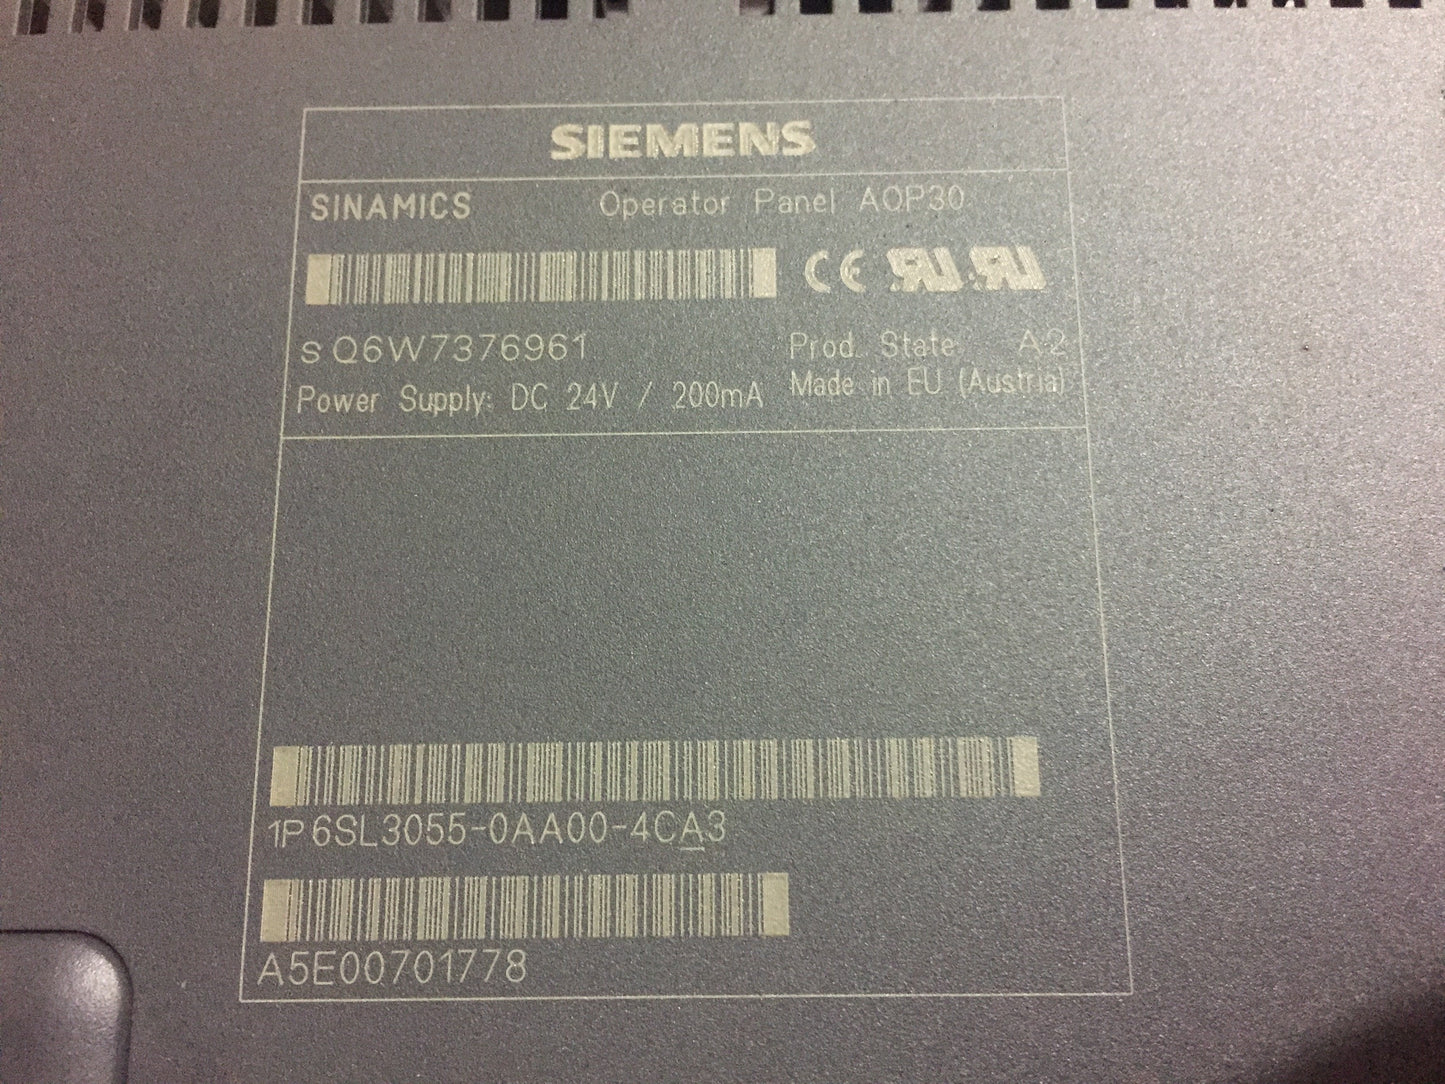 SIEMENS
SINAMICS Operator Panel AOP30
S Q6W7376961 Prod. State: A2
Power Supply: DC 24V / 200mA Made in EU (Austria)
1P 6SL3055-0AA00-4CA3
A5E00701778